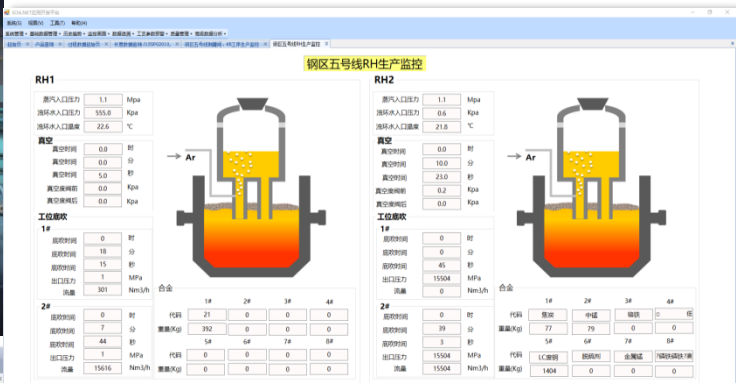 系统(S) 视图(V) 工具(T) 帮助(H)
钢区五号线RH生产监控
RH1
蒸汽入口压力 1.1 Mpa
浊环水入口压力 555.0 Kpa
浊环水入口温度 22.6 ℃
真空
真空时间 0.0 时
真空时间 0.0 分
真空时间 5.0 秒
真空度阀前 0.0 Kpa
真空度阀后 0.0 Kpa
工位底吹
1#
底吹时间 0 时
底吹时间 18 分
底吹时间 15 秒
出口压力 1 MPa
流量 301 Nm3/h
2#
底吹时间 0 时
底吹时间 7 分
底吹时间 44 秒
出口压力 1 MPa
流量 15616 Nm3/h
Ar
合金
1# 2# 3# 4#
代码 21 0 0 0
重量(Kg) 392 0 0 0
5# 6# 7# 8#
代码 0 0 0 0
重量(Kg) 0 0 0 0
RH2
蒸汽入口压力 1.1 Mpa
浊环水入口压力 0.6 Kpa
浊环水入口温度 21.8 ℃
真空
真空时间 0.0 时
真空时间 10.0 分
真空时间 23.0 秒
真空度阀前 0.2 Kpa
真空度阀后 0.0 Kpa
工位底吹
1#
底吹时间 0 时
底吹时间 0 分
底吹时间 45 秒
出口压力 15504 MPa
流量 0 Nm3/h
2#
底吹时间 0 时
底吹时间 39 分
底吹时间 3 秒
出口压力 15504 MPa
流量 15504 Nm3/h
Ar
合金
1# 2# 3# 4#
代码 焦炭 中锰 铬铁 低
重量(Kg) 77 79 0 0
5# 6# 7# 8#
代码 LC废钢 金属锰
重量(Kg) 1404 0 0 0